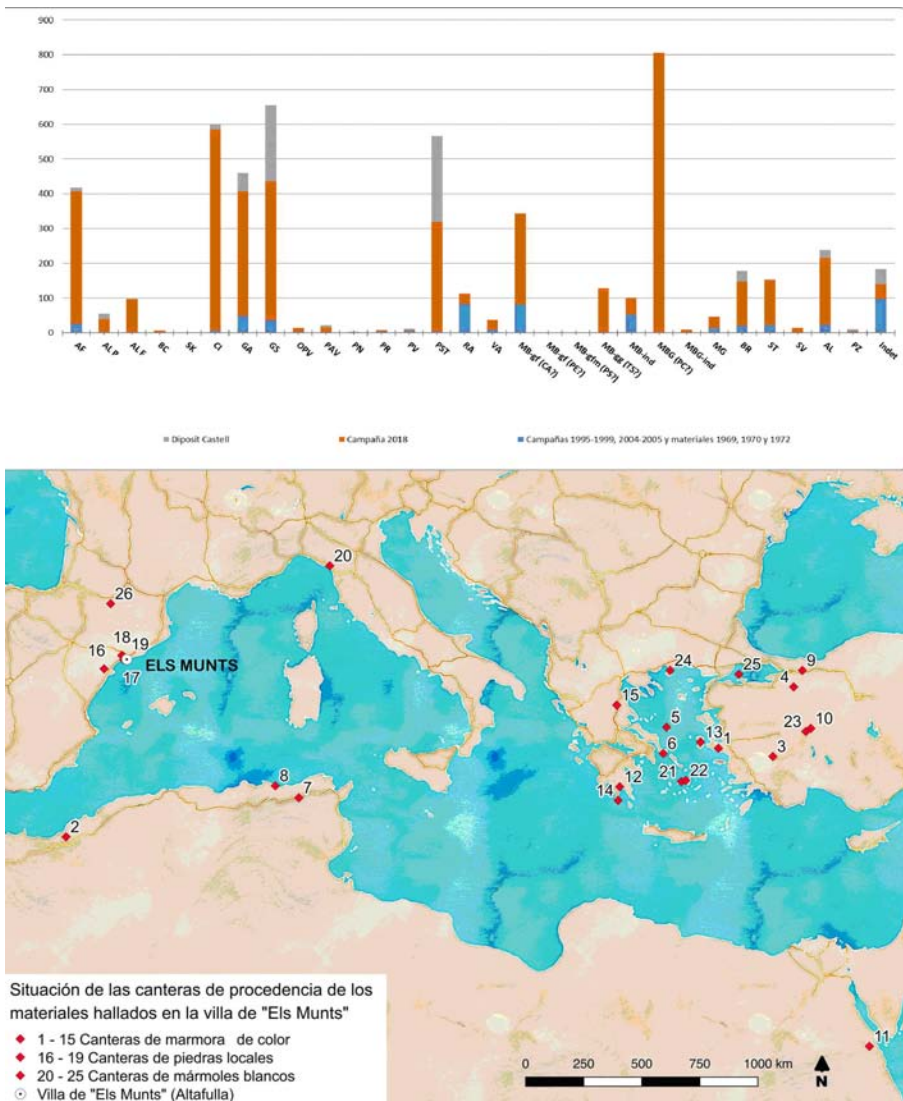 900
800
700
600
500
400
300
200
100
0
AF
ALP
ALF
BC
SK
CI
GA
GS
OPV
PAV
PN
PR
PV
PST
RA
VA
MB-gf (CA?)
MB-gf (PE?)
MB-gfm (PS?)
MB-gg (TS?)
MB-ind
MBG (PC?)
MBG-ind
MG
BR
ST
SV
AL
PZ
Indet
Diposit Castell
Campaña 2018
Campañas 1995-1999, 2004-2005 y materiales 1969, 1970 y 1972
20
26
18
19
16
ELS MUNTS
17
24
25
9
4
15
5
23
10
13
1
6
3
8
7
12
21
22
14
2
11
Situación de las canteras de procedencia de los
materiales hallados en la villa de "Els Munts"
1 - 15 Canteras de marmora de color
16 - 19 Canteras de piedras locales
20 - 25 Canteras de mármoles blancos
Villa de "Els Munts" (Altafulla)
0 250 500 1000 km
N